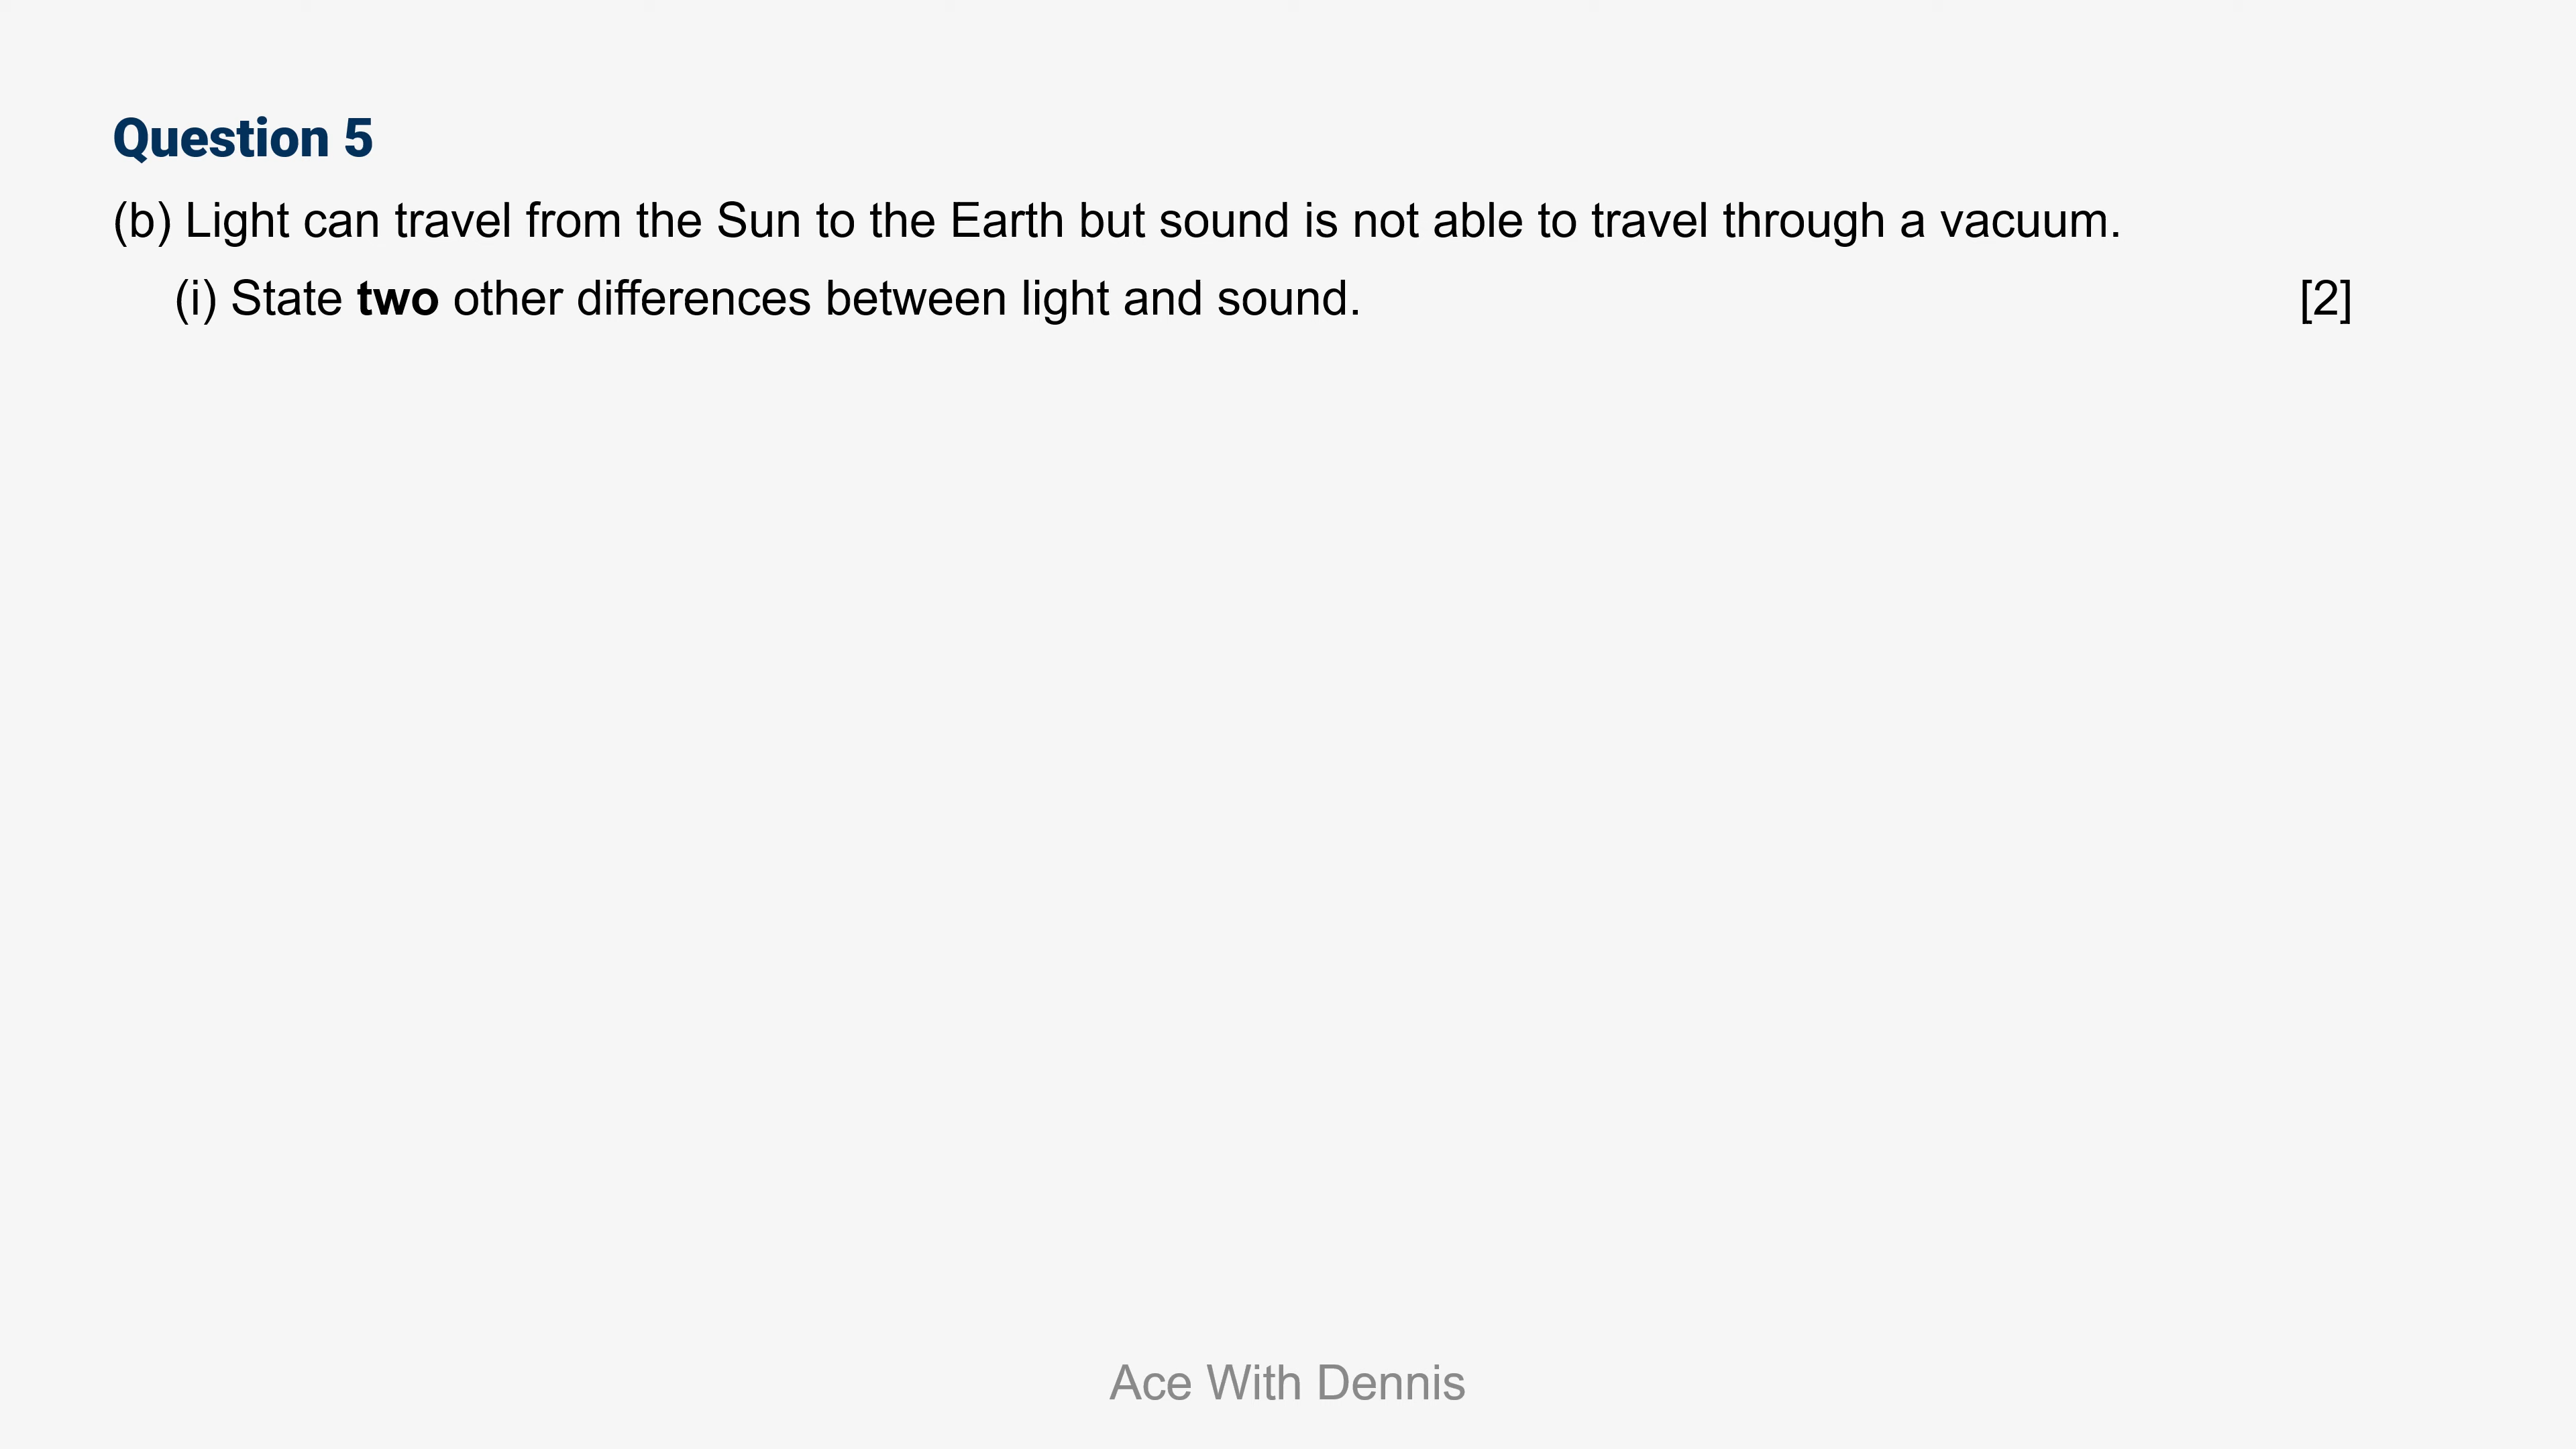 Question 5
(b) Light can travel from the Sun to the Earth but sound is not able to travel through a vacuum.
(i) State two other differences between light and sound. [2]
Ace With Dennis